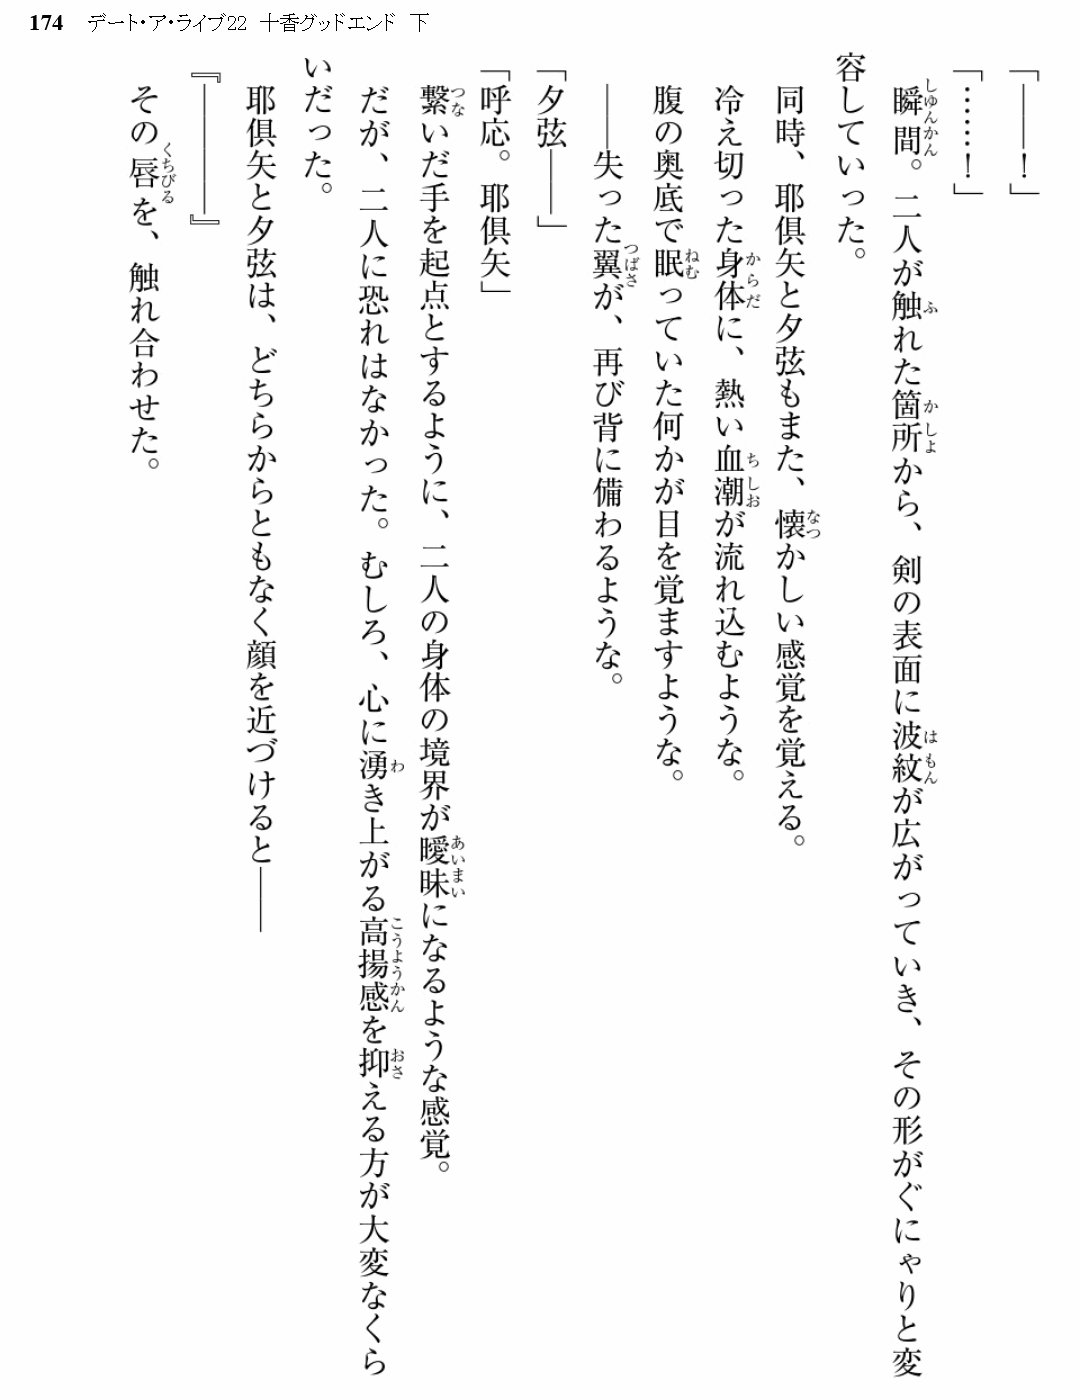 174 デート・ア・ライブ22 十香グッドエンド 下
「――！」
「……！」
瞬間。二人が触れた箇所から、剣の表面に波紋が広がっていき、その形がぐにゃりと変
容していった。
同時、耶倶矢と夕弦もまた、懐かしい感覚を覚える。
冷え切った身体に、熱い血潮が流れ込むような。
腹の奥底で眠っていた何かが目を覚ますような。
――失った翼が、再び背に備わるような。
「夕弦――」
「呼応。耶倶矢」
繋いだ手を起点とするように、二人の身体の境界が曖昧になるような感覚。
だが、二人に恐れはなかった。むしろ、心に湧き上がる高揚感を抑える方が大変なくら
いだった。
耶倶矢と夕弦は、どちらからともなく顔を近づけると――
『――――』
その唇を、触れ合わせた。